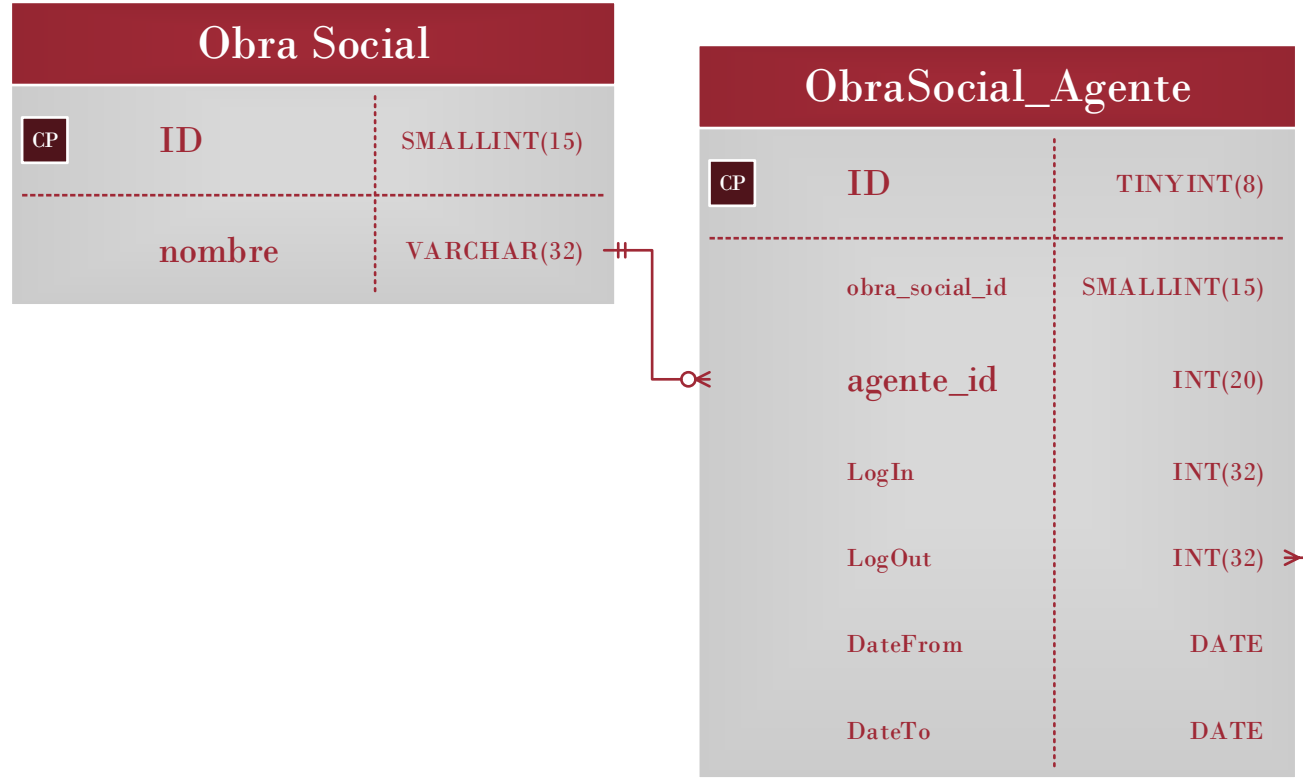 Obra Social
CP ID SMALLINT(15)
nombre VARCHAR(32)
ObraSocial_Agente
CP ID TINYINT(8)
obra_social_id SMALLINT(15)
agente_id INT(20)
LogIn INT(32)
LogOut INT(32)
DateFrom DATE
DateTo DATE